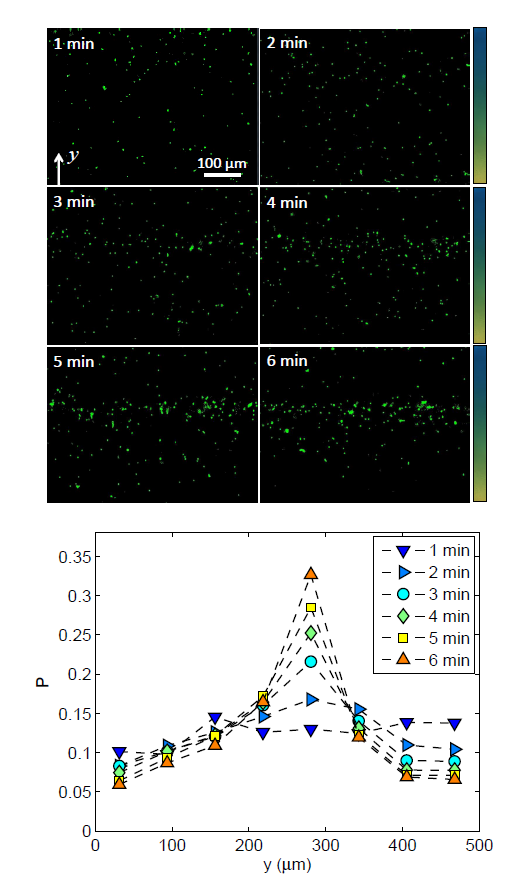 1 min
2 min
y
100 μm
3 min
4 min
5 min
6 min
0.35
0.3
0.25
0.2
0.15
0.1
0.05
0
P
1 min
2 min
3 min
4 min
5 min
6 min
0 100 200 300 400 500
y (μm)